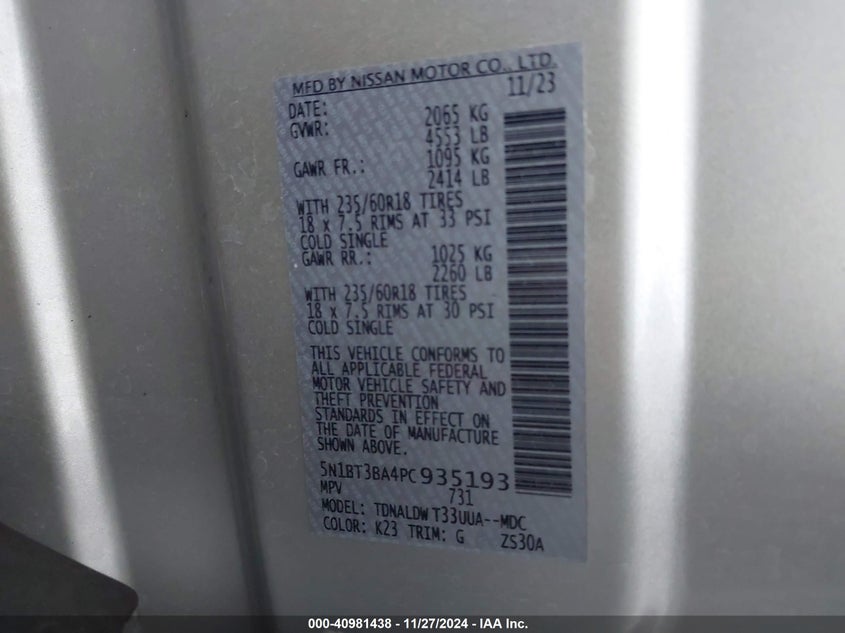 MFD BY NISSAN MOTOR CO., LTD.
DATE: 11/23
GVWR: 2065 KG
4553 LB
GAWR FR.: 1095 KG
2414 LB
WITH 235/60R18 TIRES
18 x 7.5 RIMS AT 33 PSI
COLD SINGLE
GAWR RR.: 1025 KG
2260 LB
WITH 235/60R18 TIRES
18 x 7.5 RIMS AT 30 PSI
COLD SINGLE
THIS VEHICLE CONFORMS TO
ALL APPLICABLE FEDERAL
MOTOR VEHICLE SAFETY AND
THEFT PREVENTION
STANDARDS IN EFFECT ON
THE DATE OF MANUFACTURE
SHOWN ABOVE.
5N1BT3BA4PC935193
MPV 731
MODEL: TDNALDW T33UUA--MDC
COLOR: K23 TRIM: G ZS30A
000-40981438 - 11/27/2024 - IAA Inc.